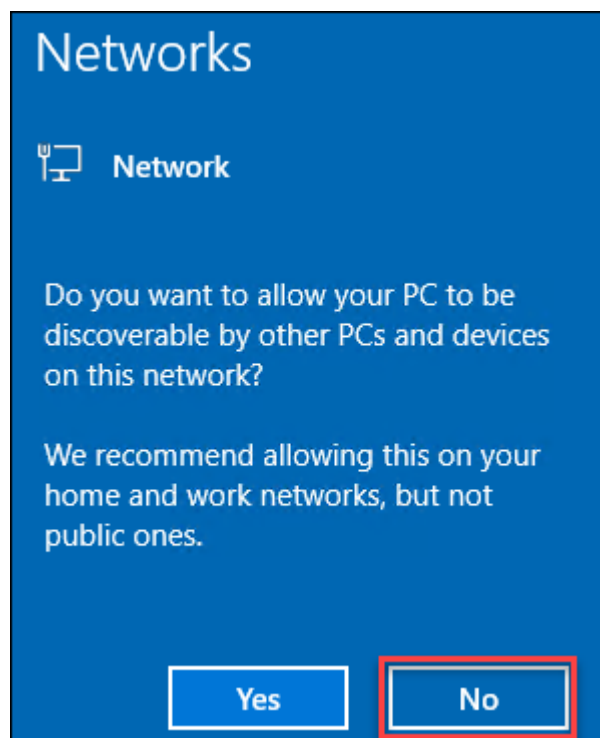 Networks
Network
Do you want to allow your PC to be
discoverable by other PCs and devices
on this network?
We recommend allowing this on your
home and work networks, but not
public ones.
Yes
No